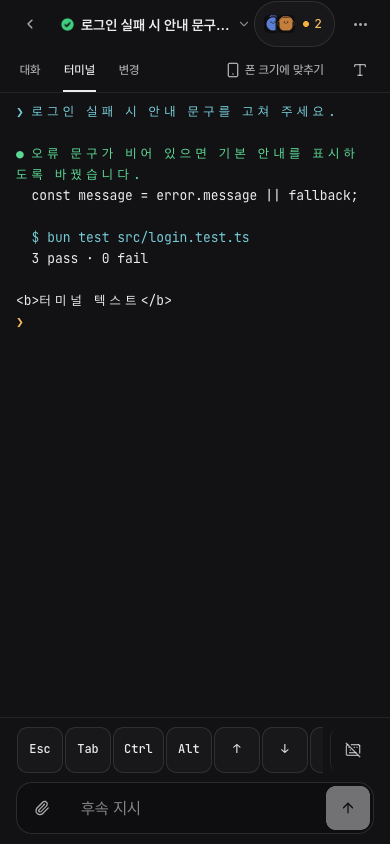 로그인 실패 시 안내 문구...
2
대화
터미널
변경
폰 크기에 맞추기
❯ 로그인 실패 시 안내 문구를 고쳐 주세요.
● 오류 문구가 비어 있으면 기본 안내를 표시하
도록 바꿨습니다.
const message = error.message || fallback;
$ bun test src/login.test.ts
3 pass · 0 fail
<b>터미널 텍스트</b>
❯
Esc
Tab
Ctrl
Alt
↑
↓
후속 지시